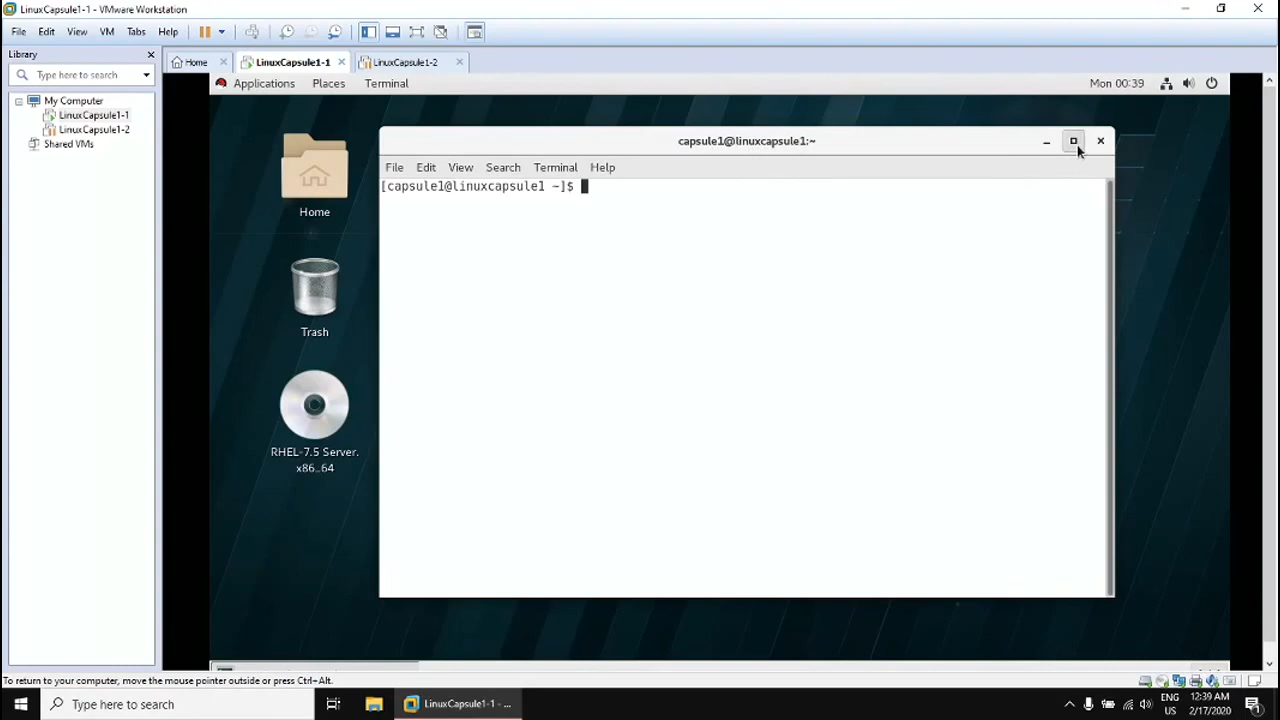 LinuxCapsule1-1 - VMware Workstation
File Edit View VM Tabs Help
Library
Type here to search
My Computer
LinuxCapsule1-1
LinuxCapsule1-2
Shared VMs
Home LinuxCapsule1-1 LinuxCapsule1-2
Applications Places Terminal Mon 00:39
Home
Trash
RHEL-7.5 Server.
x86_64
capsule1@linuxcapsule1:~
File Edit View Search Terminal Help
[capsule1@linuxcapsule1 ~]$
To return to your computer, move the mouse pointer outside or press Ctrl+Alt.
Type here to search
LinuxCapsule1-1 - ...
ENG
US
12:39 AM
2/17/2020
1